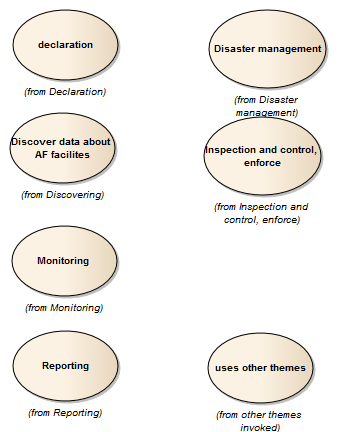 declaration
(from Declaration)
Disaster management
(from Disaster
management)
Discover data about
AF facilites
(from Discovering)
Inspection and control,
enforce
(from Inspection and
control, enforce)
Monitoring
(from Monitoring)
Reporting
(from Reporting)
uses other themes
(from other themes
invoked)